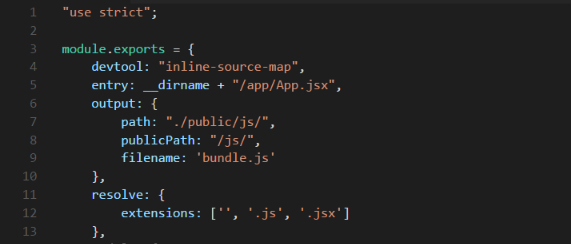 1 "use strict";
2
3 module.exports = {
4 devtool: "inline-source-map",
5 entry: __dirname + "/app/App.jsx",
6 output: {
7 path: "./public/js/",
8 publicPath: "/js/",
9 filename: 'bundle.js'
10 },
11 resolve: {
12 extensions: ['', '.js', '.jsx']
13 },